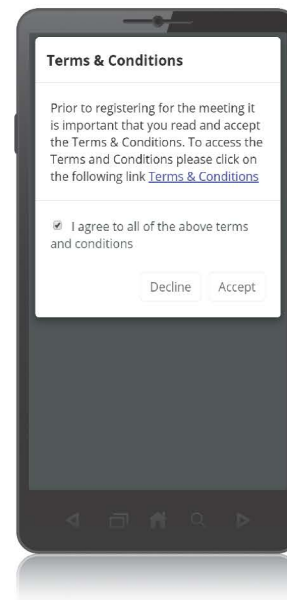 Terms & Conditions
Prior to registering for the meeting it
is important that you read and accept
the Terms & Conditions. To access the
Terms and Conditions please click on
the following link Terms & Conditions
I agree to all of the above terms
and conditions
Decline Accept